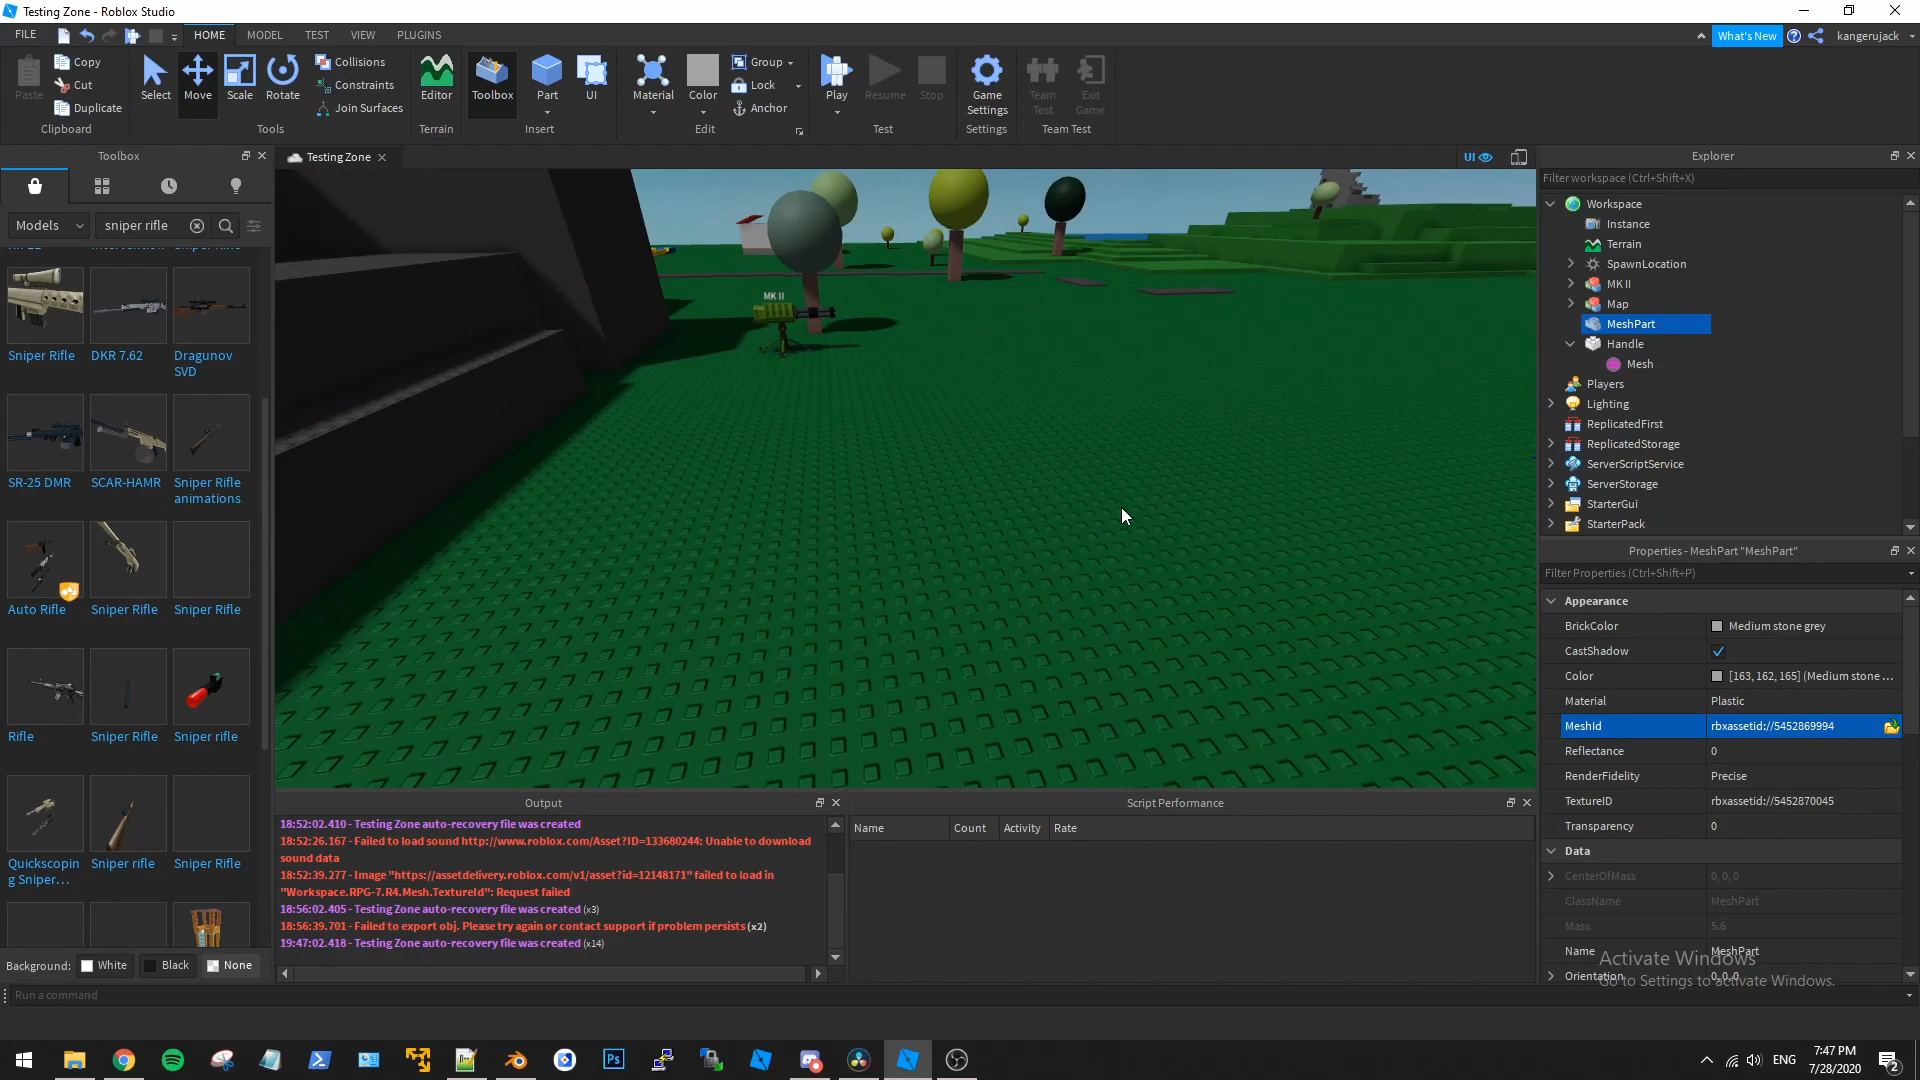 Testing Zone - Roblox Studio
FILE
HOME
MODEL
TEST
VIEW
PLUGINS
What's New
kangerujack
Paste
Copy
Cut
Duplicate
Clipboard
Select
Move
Scale
Rotate
Collisions
Constraints
Join Surfaces
Tools
Editor
Terrain
Toolbox
Part
UI
Insert
Material
Color
Group
Lock
Anchor
Edit
Play
Resume
Stop
Test
Game
Settings
Settings
Team
Test
Exit
Game
Team Test
Toolbox
Models
sniper rifle
Sniper Rifle
DKR 7.62
Dragunov
SVD
SR-25 DMR
SCAR-HAMR
Sniper Rifle
animations
Auto Rifle
Sniper Rifle
Sniper Rifle
Rifle
Sniper Rifle
Sniper rifle
Quickscopin
g Sniper...
Sniper rifle
Sniper Rifle
Background:
White
Black
None
Testing Zone
UI
MK II
Output
18:52:02.410 - Testing Zone auto-recovery file was created
18:52:26.167 - Failed to load sound http://www.roblox.com/Asset?ID=133680244: Unable to download
sound data
18:52:39.277 - Image "https://assetdelivery.roblox.com/v1/asset?id=12148171" failed to load in
"Workspace.RPG-7.R4.Mesh.TextureId": Request failed
18:56:02.405 - Testing Zone auto-recovery file was created (x3)
18:56:39.701 - Failed to export obj. Please try again or contact support if problem persists (x2)
19:47:02.418 - Testing Zone auto-recovery file was created (x14)
Script Performance
Name
Count
Activity
Rate
Explorer
Filter workspace (Ctrl+Shift+X)
Workspace
Instance
Terrain
SpawnLocation
MK II
Map
MeshPart
Handle
Mesh
Players
Lighting
ReplicatedFirst
ReplicatedStorage
ServerScriptService
ServerStorage
StarterGui
StarterPack
Properties - MeshPart "MeshPart"
Filter Properties (Ctrl+Shift+P)
Appearance
BrickColor
Medium stone grey
CastShadow
Color
[163, 162, 165] (Medium stone ...
Material
Plastic
MeshId
rbxassetid://5452869994
Reflectance
0
RenderFidelity
Precise
TextureID
rbxassetid://5452870045
Transparency
0
Data
CenterOfMass
0, 0, 0
ClassName
MeshPart
Mass
5.6
Name
MeshPart
Orientation
0, 0, 0
Activate Windows
Go to Settings to activate Windows.
Run a command
Ps
ENG
7:47 PM
7/28/2020
2